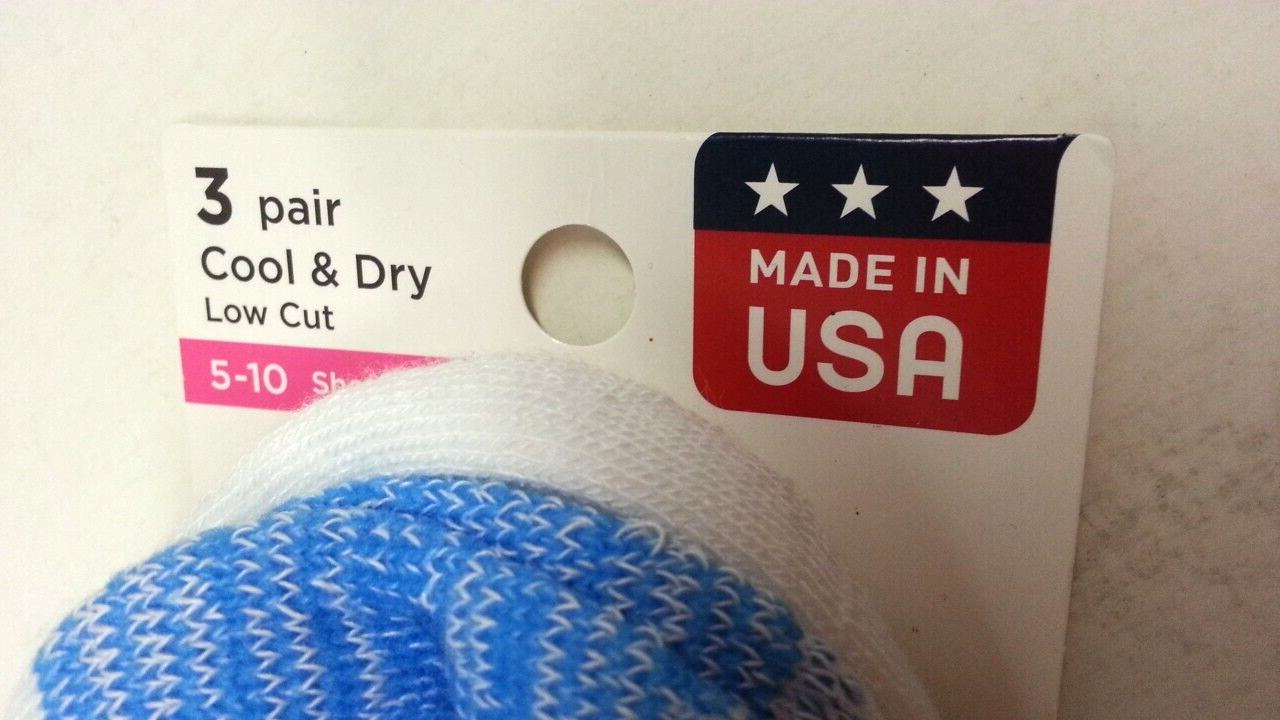 3 pair
Cool & Dry
Low Cut
5-10
MADE IN
USA